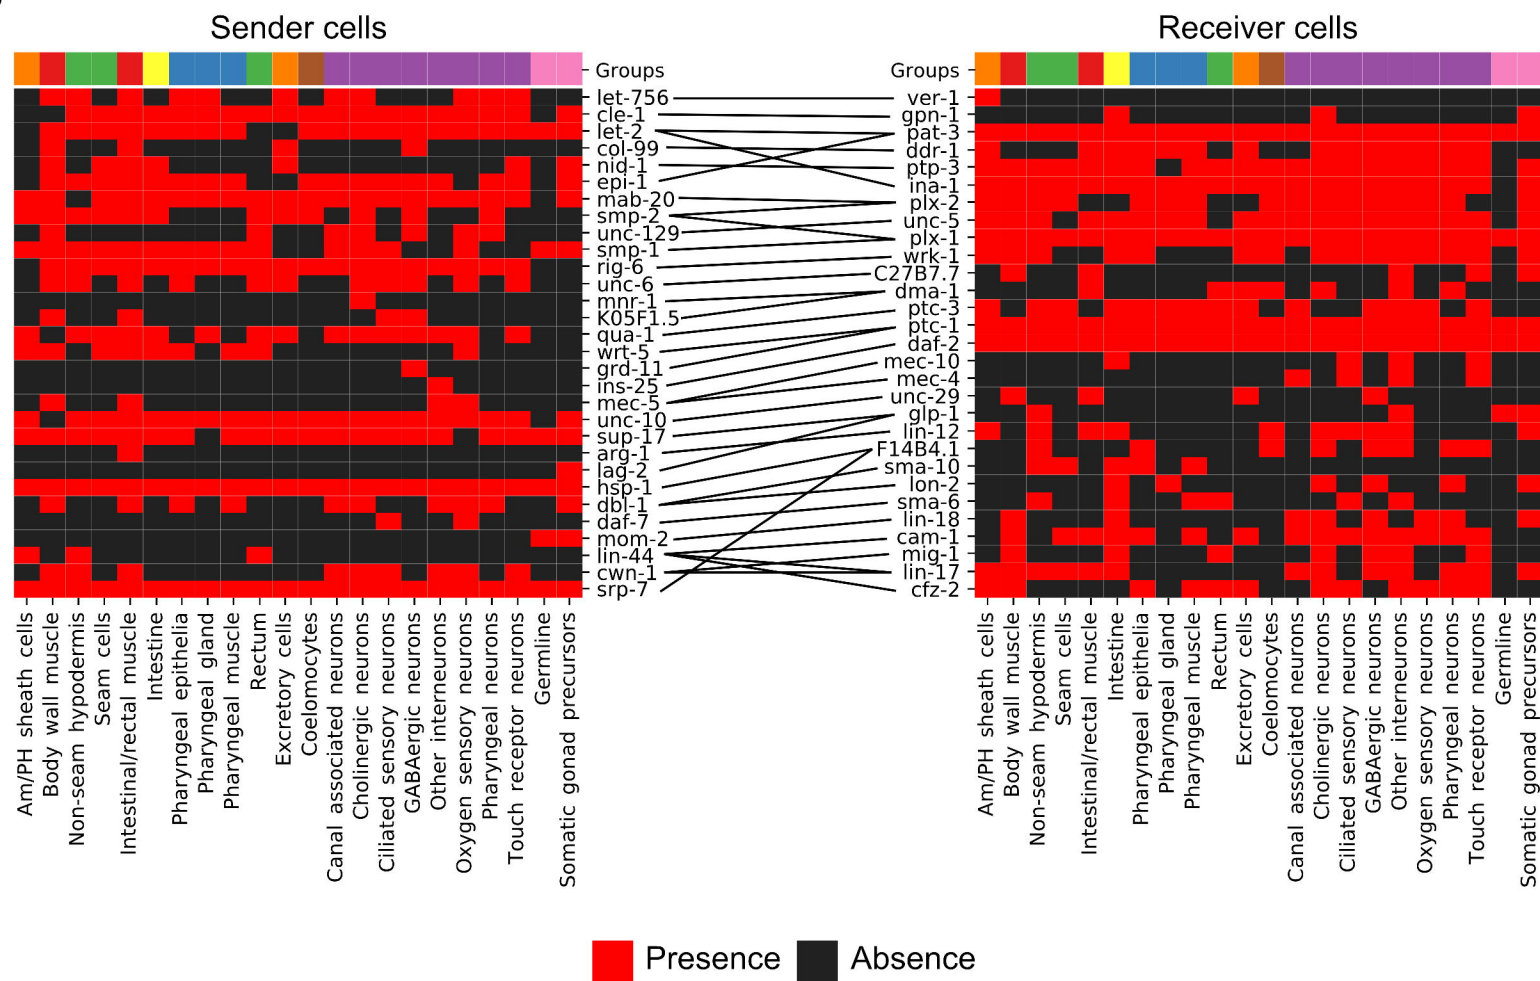 Sender cells
Receiver cells
Groups
Groups
let-756
cle-1
let-2
col-99
nid-1
epi-1
mab-20
smp-2
unc-129
smp-1
rig-6
unc-6
mnr-1
K05F1.5
qua-1
wrt-5
grd-11
ins-25
mec-5
unc-10
sup-17
arg-1
lag-2
hsp-1
dbl-1
daf-7
mom-2
lin-44
cwn-1
srp-7
ver-1
gpn-1
pat-3
ddr-1
ptp-3
ina-1
plx-2
unc-5
plx-1
wrk-1
C27B7.7
dma-1
ptc-3
ptc-1
daf-2
mec-10
mec-4
unc-29
glp-1
lin-12
F14B4.1
sma-10
lon-2
sma-6
lin-18
cam-1
mig-1
lin-17
cfz-2
Am/PH sheath cells
Body wall muscle
Non-seam hypodermis
Seam cells
Intestinal/rectal muscle
Intestine
Pharyngeal epithelia
Pharyngeal gland
Pharyngeal muscle
Rectum
Excretory cells
Coelomocytes
Canal associated neurons
Cholinergic neurons
Ciliated sensory neurons
GABAergic neurons
Other interneurons
Oxygen sensory neurons
Pharyngeal neurons
Touch receptor neurons
Germline
Somatic gonad precursors
Am/PH sheath cells
Body wall muscle
Non-seam hypodermis
Seam cells
Intestinal/rectal muscle
Intestine
Pharyngeal epithelia
Pharyngeal gland
Pharyngeal muscle
Rectum
Excretory cells
Coelomocytes
Canal associated neurons
Cholinergic neurons
Ciliated sensory neurons
GABAergic neurons
Other interneurons
Oxygen sensory neurons
Pharyngeal neurons
Touch receptor neurons
Germline
Somatic gonad precursors
Presence
Absence